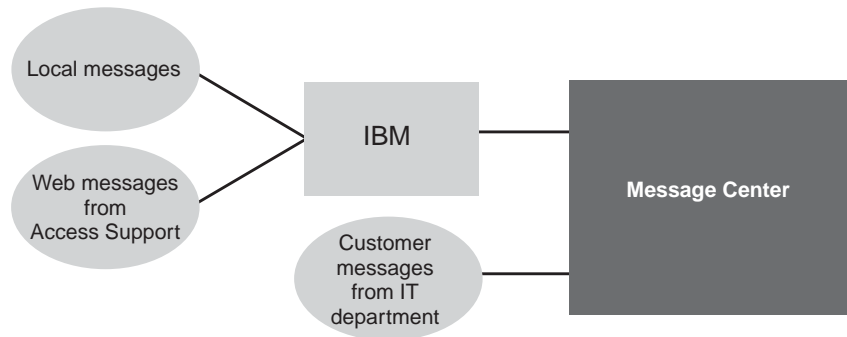 Local messages
IBM
Web messages
from
Access Support
Message Center
Customer
messages
from IT
department